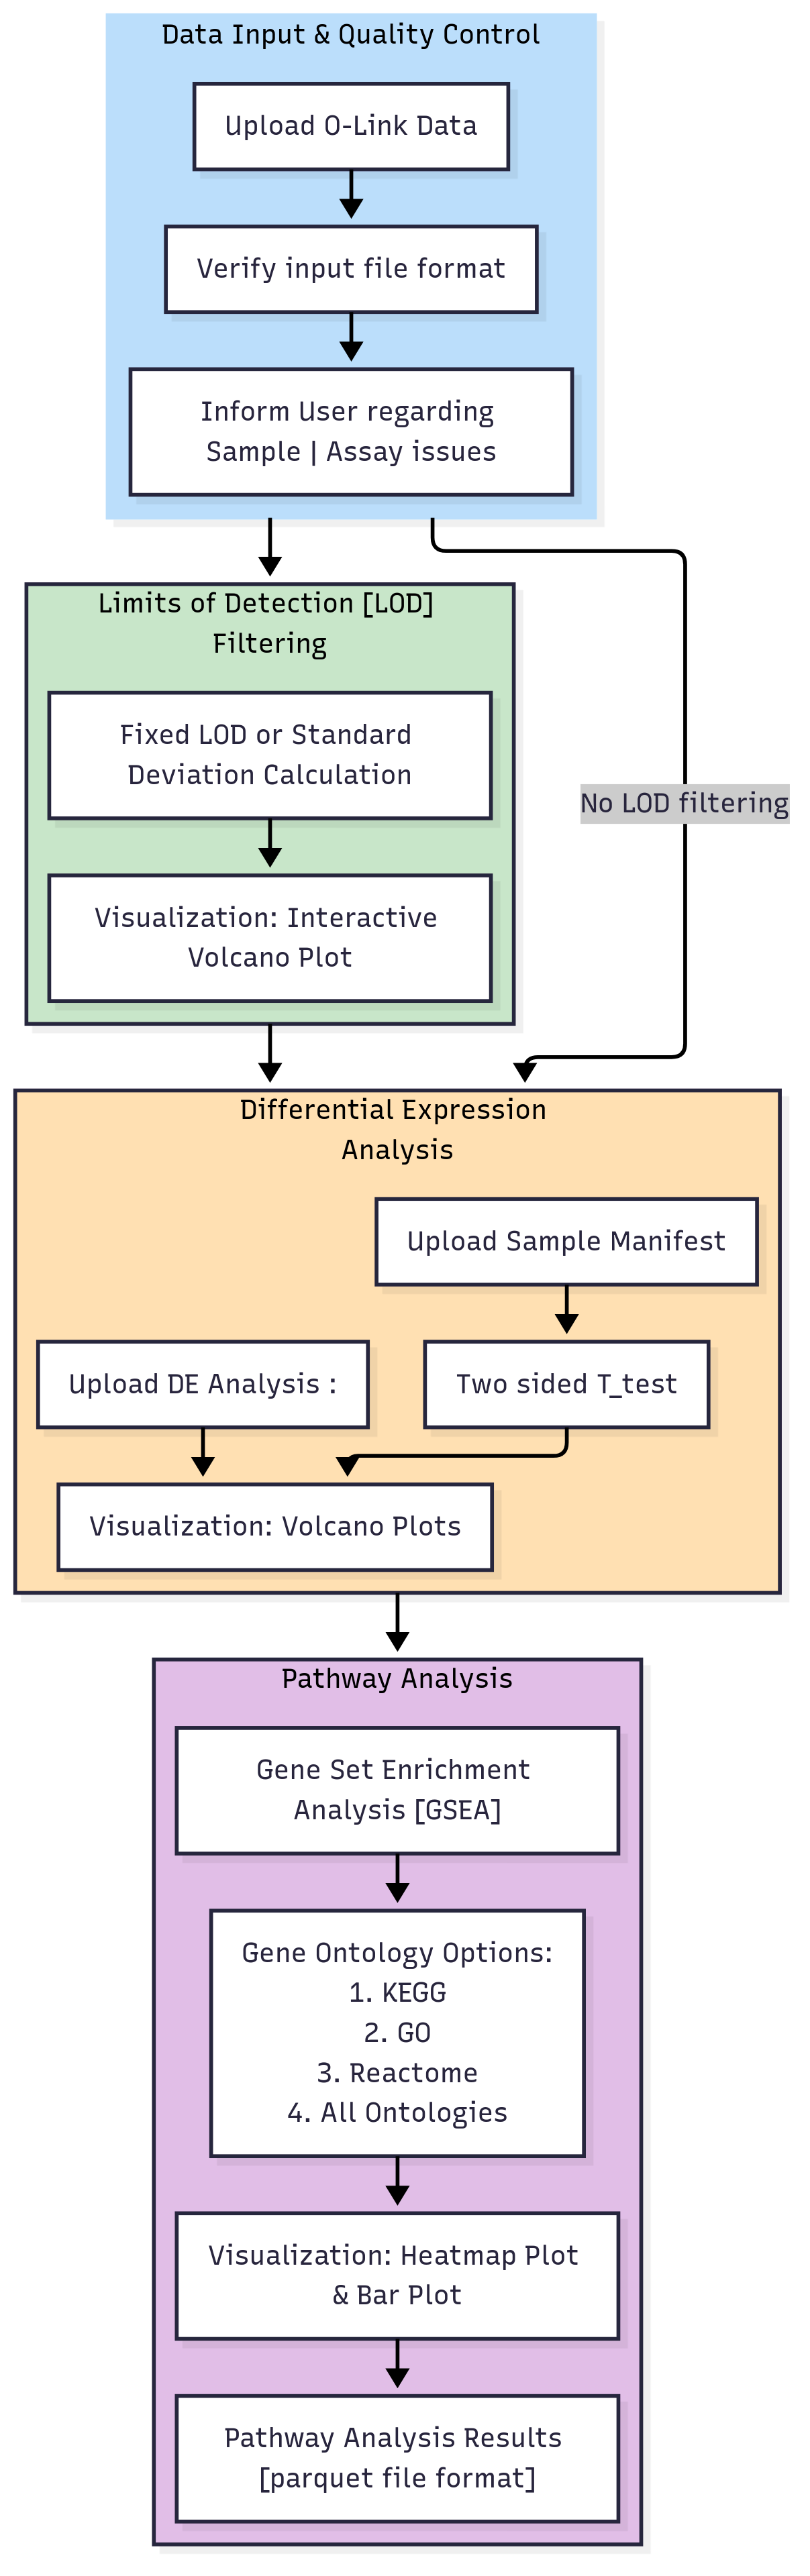 Data Input & Quality Control
Upload O-Link Data
Verify input file format
Inform User regarding
Sample | Assay issues
Limits of Detection [LOD]
Filtering
Fixed LOD or Standard
Deviation Calculation
No LOD filtering
Visualization: Interactive
Volcano Plot
Differential Expression
Analysis
Upload Sample Manifest
Upload DE Analysis :
Two sided T_test
Visualization: Volcano Plots
Pathway Analysis
Gene Set Enrichment
Analysis [GSEA]
Gene Ontology Options:
1. KEGG
2. GO
3. Reactome
4. All Ontologies
Visualization: Heatmap Plot
& Bar Plot
Pathway Analysis Results
[parquet file format]